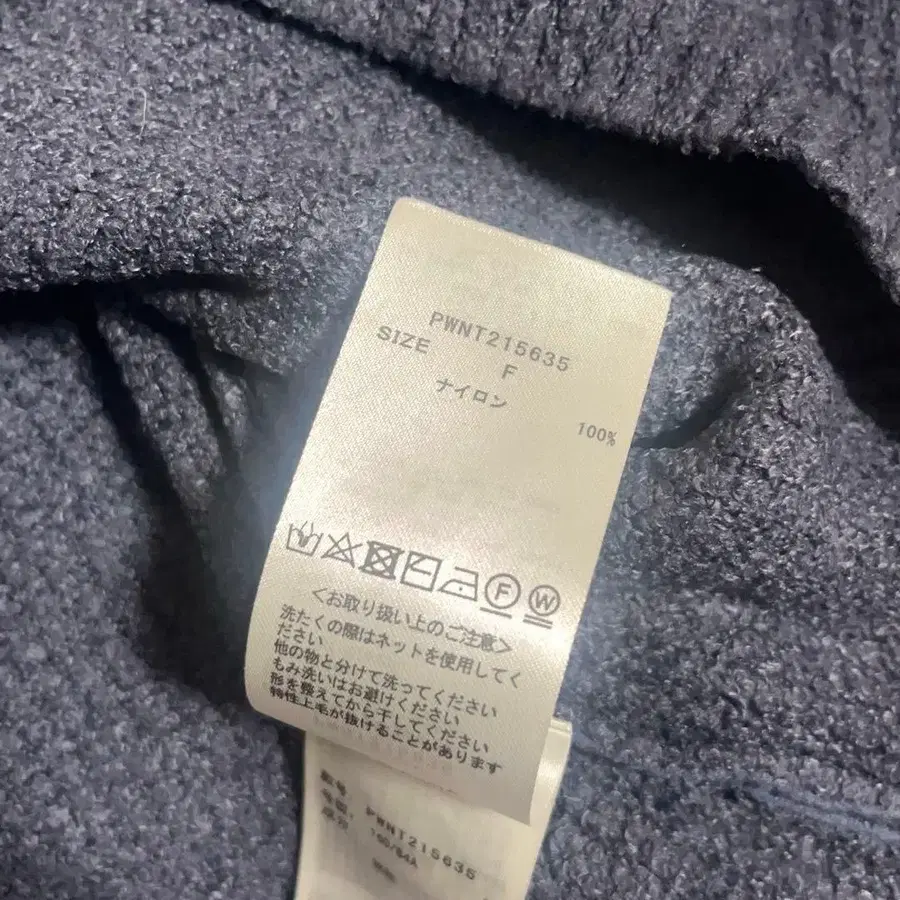 PWNT215635
SIZE F
ナイロン 100%
F W
<お取り扱い上のご注意>
洗たくの際はネットを使用してく
ださい
他の物と分けて洗ってください
もみ洗いはお避けください
形を整えてから干してください
特性上毛が抜けることがあります
款号: PWNT215635
号型: 160/84A